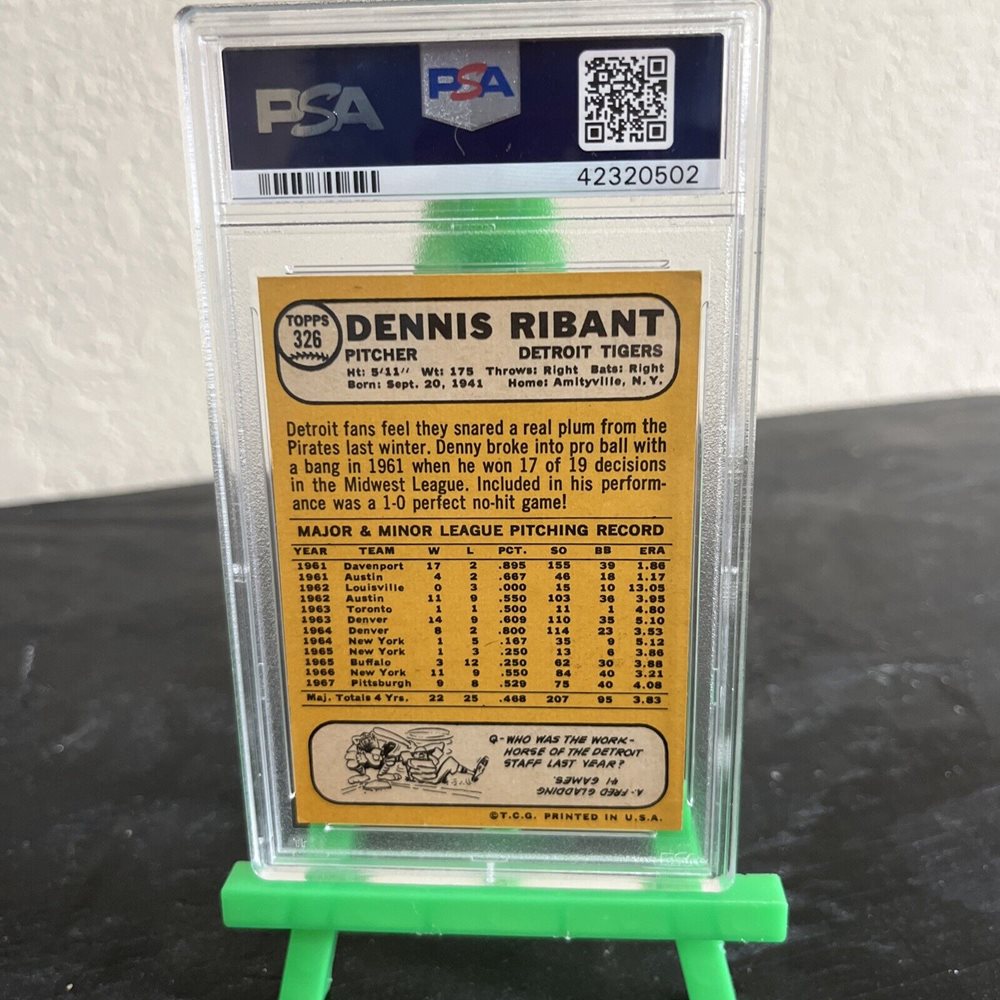 PSA PSA
42320502
TOPPS 326 DENNIS RIBANT
PITCHER DETROIT TIGERS
Ht: 5'11" Wt: 175 Throws: Right Bats: Right
Born: Sept. 20, 1941 Home: Amityville, N.Y.
Detroit fans feel they snared a real plum from the
Pirates last winter. Denny broke into pro ball with
a bang in 1961 when he won 17 of 19 decisions
in the Midwest League. Included in his perform-
ance was a 1-0 perfect no-hit game!
MAJOR & MINOR LEAGUE PITCHING RECORD
YEAR TEAM W L PCT. SO BB ERA
1961 Davenport 17 2 .895 155 39 1.86
1961 Austin 4 2 .667 46 18 1.17
1962 Louisville 0 3 .000 15 10 13.05
1962 Austin 11 9 .550 103 36 3.95
1963 Toronto 1 1 .500 11 1 4.80
1963 Denver 14 9 .609 110 35 5.10
1964 Denver 8 2 .800 114 23 3.53
1964 New York 1 5 .167 35 9 5.12
1965 New York 1 3 .250 13 6 3.86
1965 Buffalo 3 12 .250 62 30 3.88
1966 New York 11 9 .550 84 40 3.21
1967 Pittsburgh 9 8 .529 75 40 4.08
Maj. Totals 4 Yrs. 22 25 .468 207 95 3.83
Q-WHO WAS THE WORK-
HORSE OF THE DETROIT
STAFF LAST YEAR?
A-FRED GLADDING
41 GAMES.
©T.C.G. PRINTED IN U.S.A.